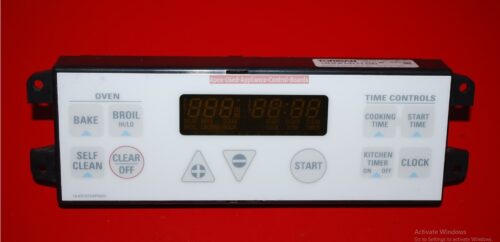 Apex-Used-Appliance-Control-Boards
OVEN
BAKE
BROIL
HI/LO
SELF
CLEAN
CLEAR
OFF
START
TIME CONTROLS
COOKING
TIME
START
TIME
KITCHEN
TIMER
ON OFF
CLOCK
Activate Windows
Go to Settings to activate Windows